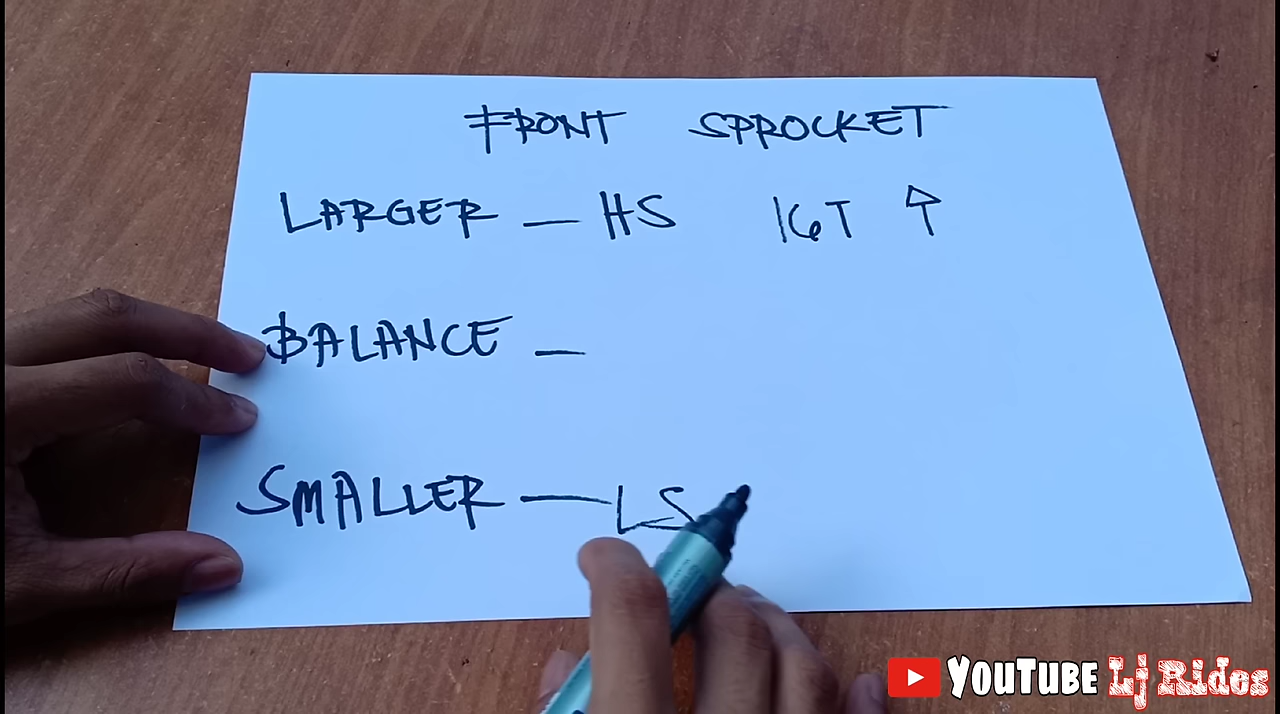 FRONT SPROCKET
LARGER — HS 16T ↑
BALANCE —
SMALLER — LS
YOUTUBE Lj Rides